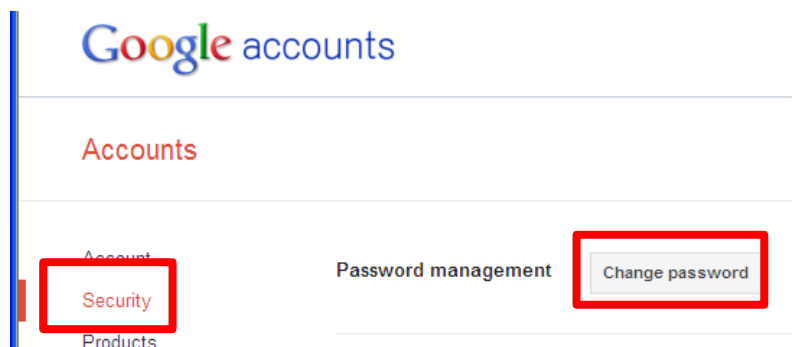 Google accounts
Accounts
Account
Security
Products
Password management
Change password